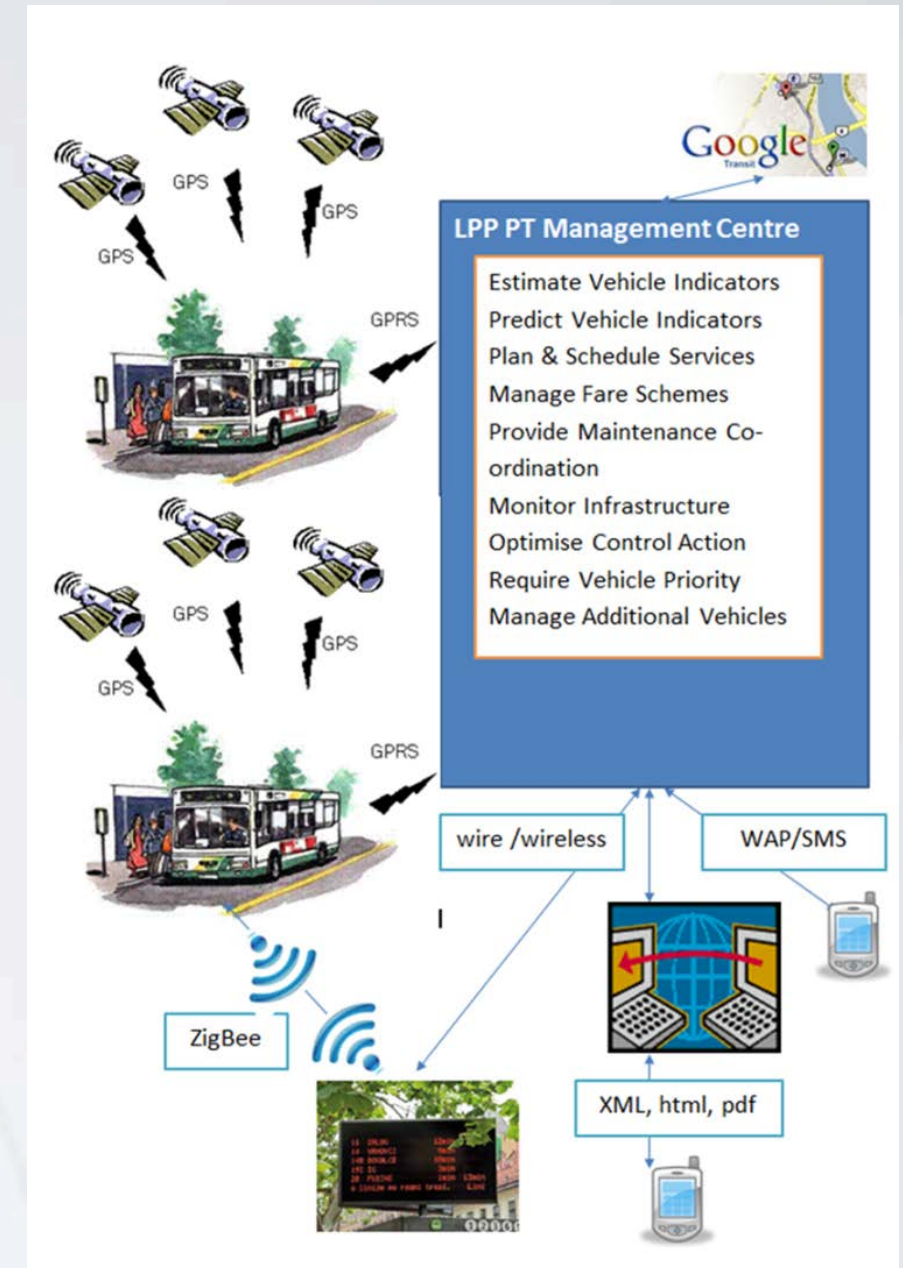 Google
Transit
GPS
GPS
GPS
GPRS
LPP PT Management Centre
Estimate Vehicle Indicators
Predict Vehicle Indicators
Plan & Schedule Services
Manage Fare Schemes
Provide Maintenance Co-
ordination
Monitor Infrastructure
Optimise Control Action
Require Vehicle Priority
Manage Additional Vehicles
GPS
GPS
GPS
GPRS
wire /wireless
WAP/SMS
ZigBee
XML, html, pdf